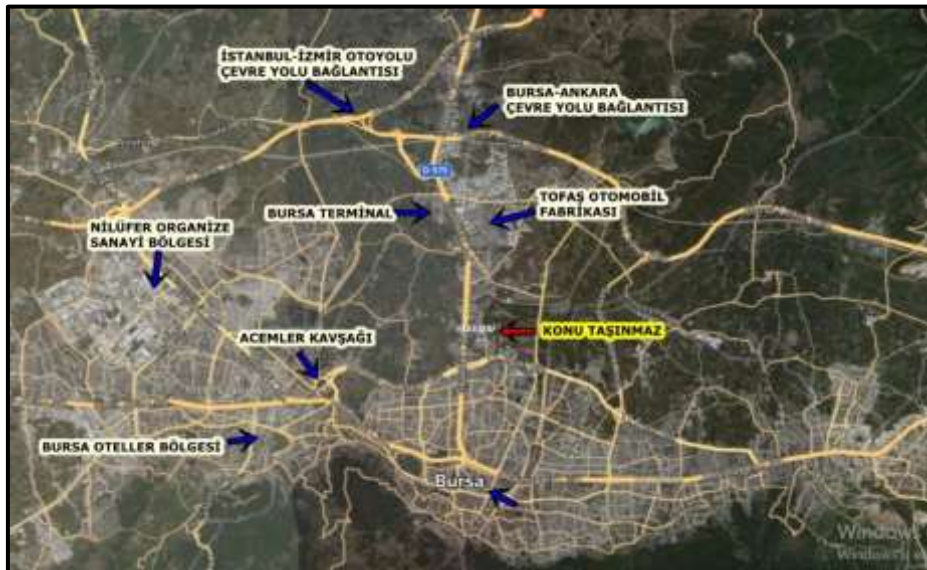 İSTANBUL-İZMİR OTOYOLU
ÇEVRE YOLU BAĞLANTISI
BURSA-ANKARA
ÇEVRE YOLU BAĞLANTISI
D-575
BURSA TERMİNAL
TOFAŞ OTOMOBİL
FABRİKASI
NİLÜFER ORGANİZE
SANAYİ BÖLGESİ
KONU TAŞINMAZ
ACEMLER KAVŞAĞI
BURSA OTELLER BÖLGESİ
Bursa
Windows